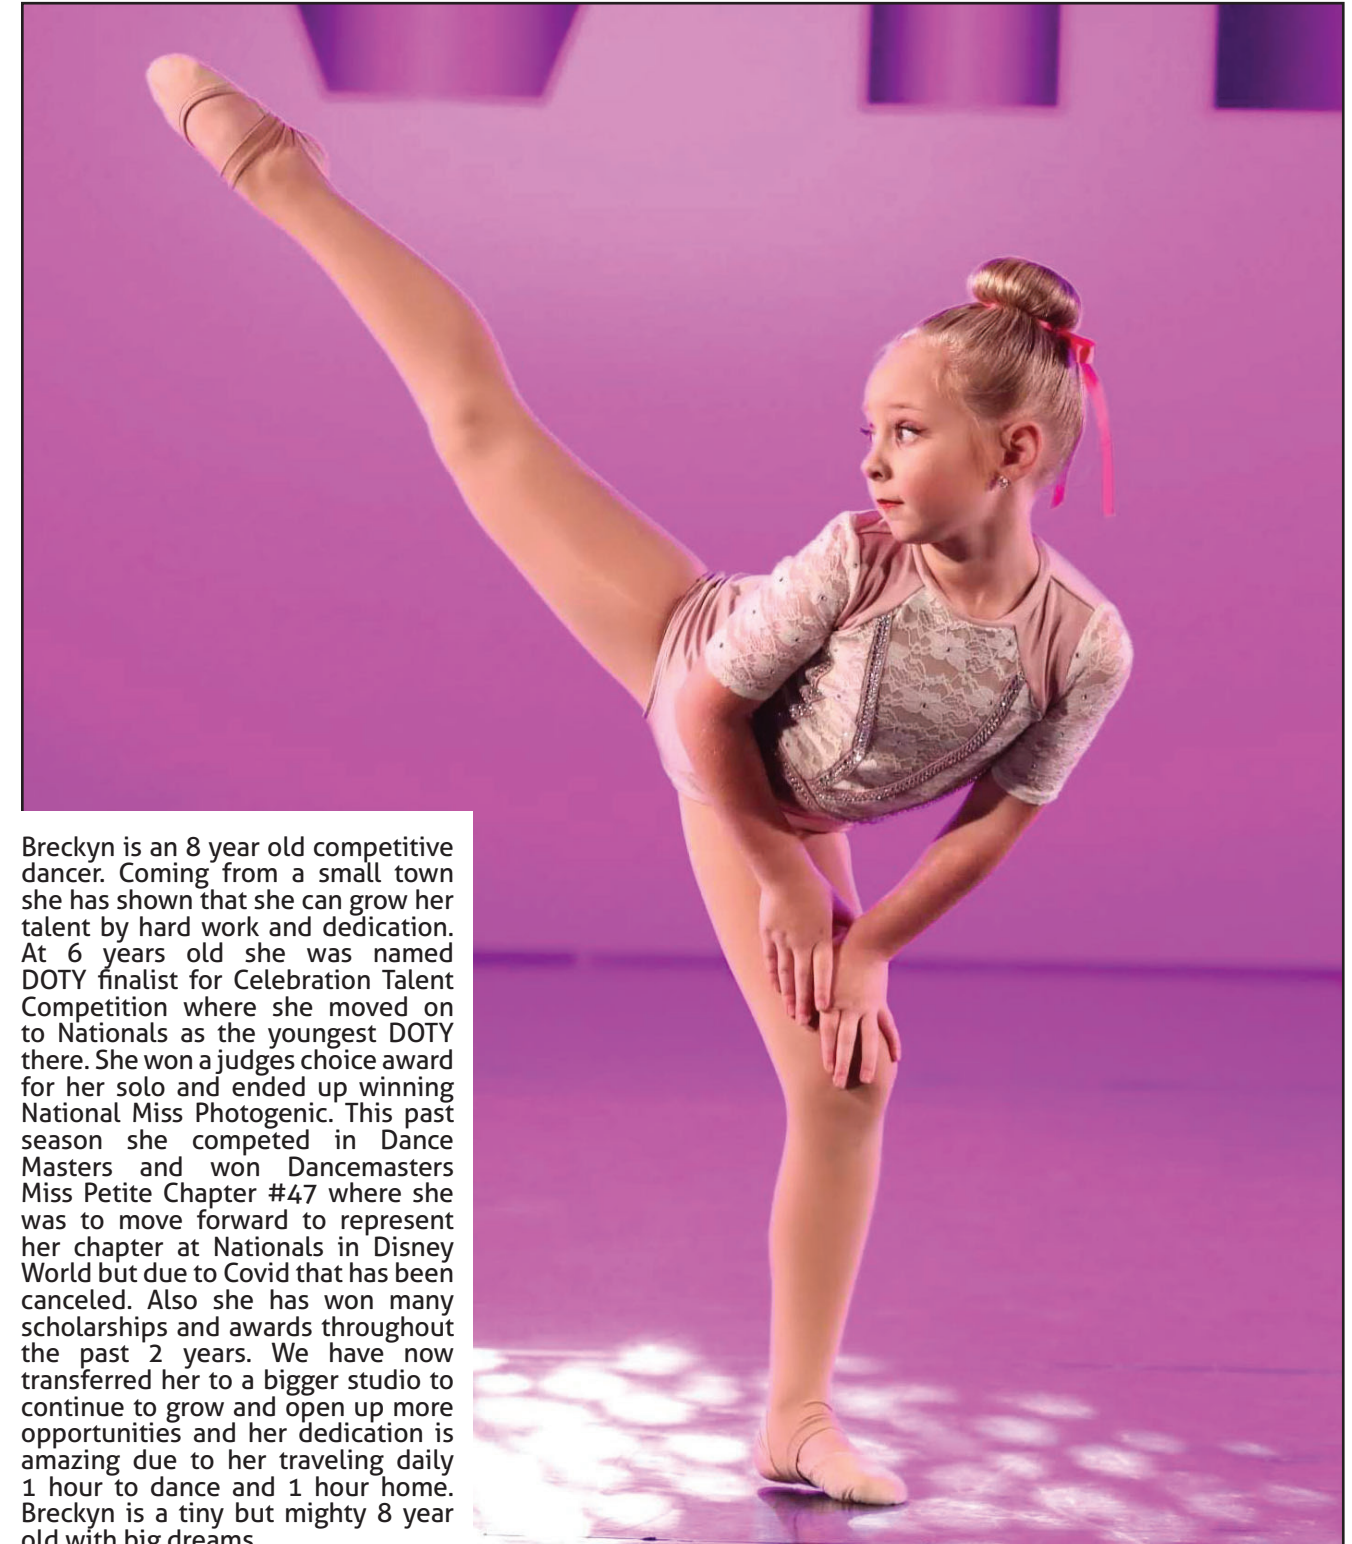 Breckyn is an 8 year old competitive
dancer. Coming from a small town
she has shown that she can grow her
talent by hard work and dedication.
At 6 years old she was named
DOTY finalist for Celebration Talent
Competition where she moved on
to Nationals as the youngest DOTY
there. She won a judges choice award
for her solo and ended up winning
National Miss Photogenic. This past
season she competed in Dance
Masters and won Dancemasters
Miss Petite Chapter #47 where she
was to move forward to represent
her chapter at Nationals in Disney
World but due to Covid that has been
canceled. Also she has won many
scholarships and awards throughout
the past 2 years. We have now
transferred her to a bigger studio to
continue to grow and open up more
opportunities and her dedication is
amazing due to her traveling daily
1 hour to dance and 1 hour home.
Breckyn is a tiny but mighty 8 year
old with big dreams